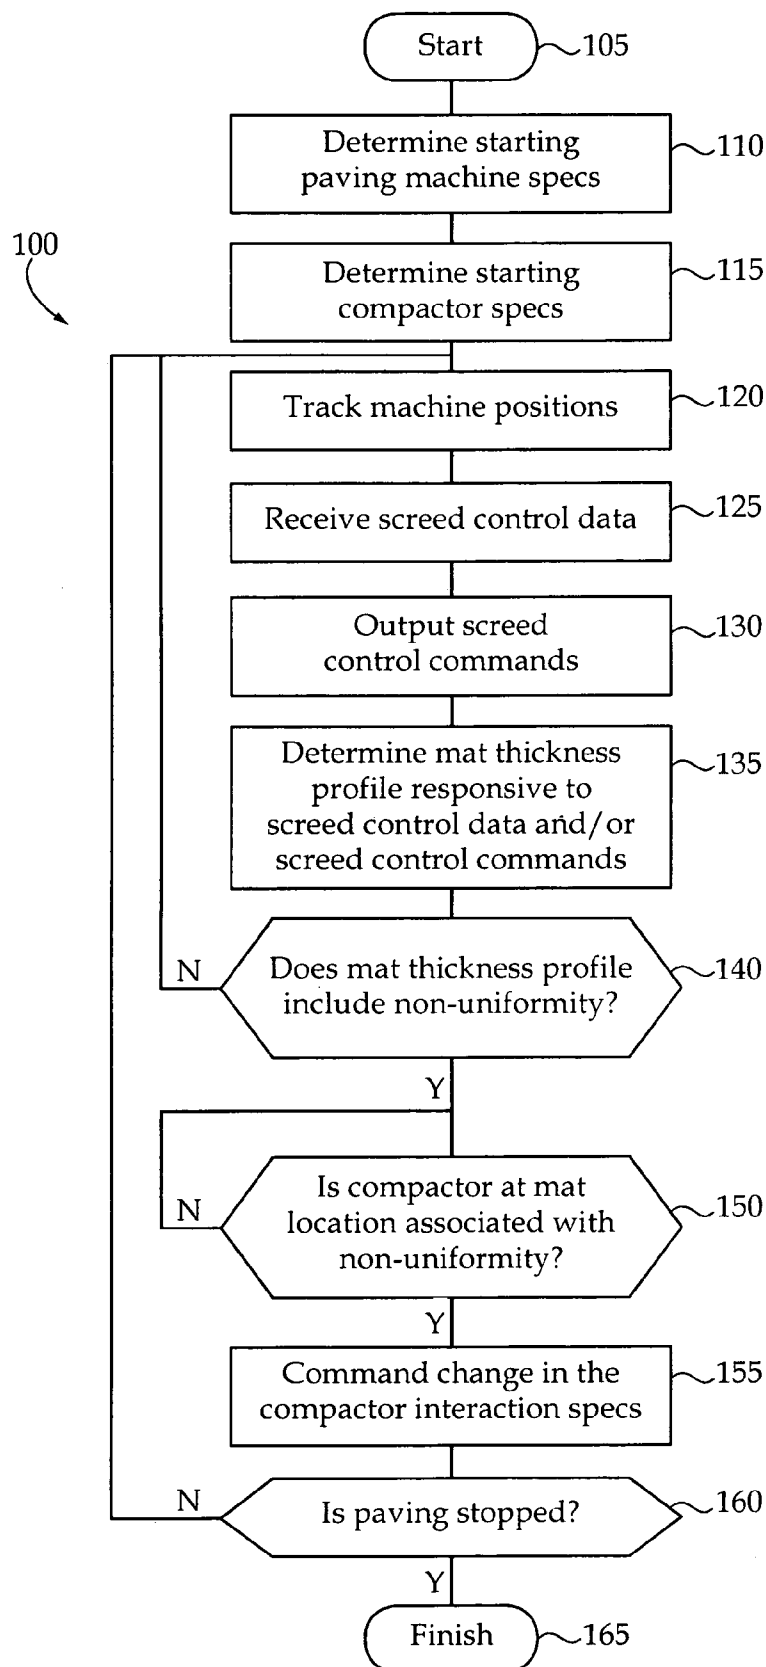 Start
105
Determine starting
paving machine specs
110
100
Determine starting
compactor specs
115
Track machine positions
120
Receive screed control data
125
Output screed
control commands
130
Determine mat thickness
profile responsive to
screed control data and/or
screed control commands
135
N
Does mat thickness profile
include non-uniformity?
140
Y
N
Is compactor at mat
location associated with
non-uniformity?
150
Y
Command change in the
compactor interaction specs
155
N
Is paving stopped?
160
Y
Finish
165